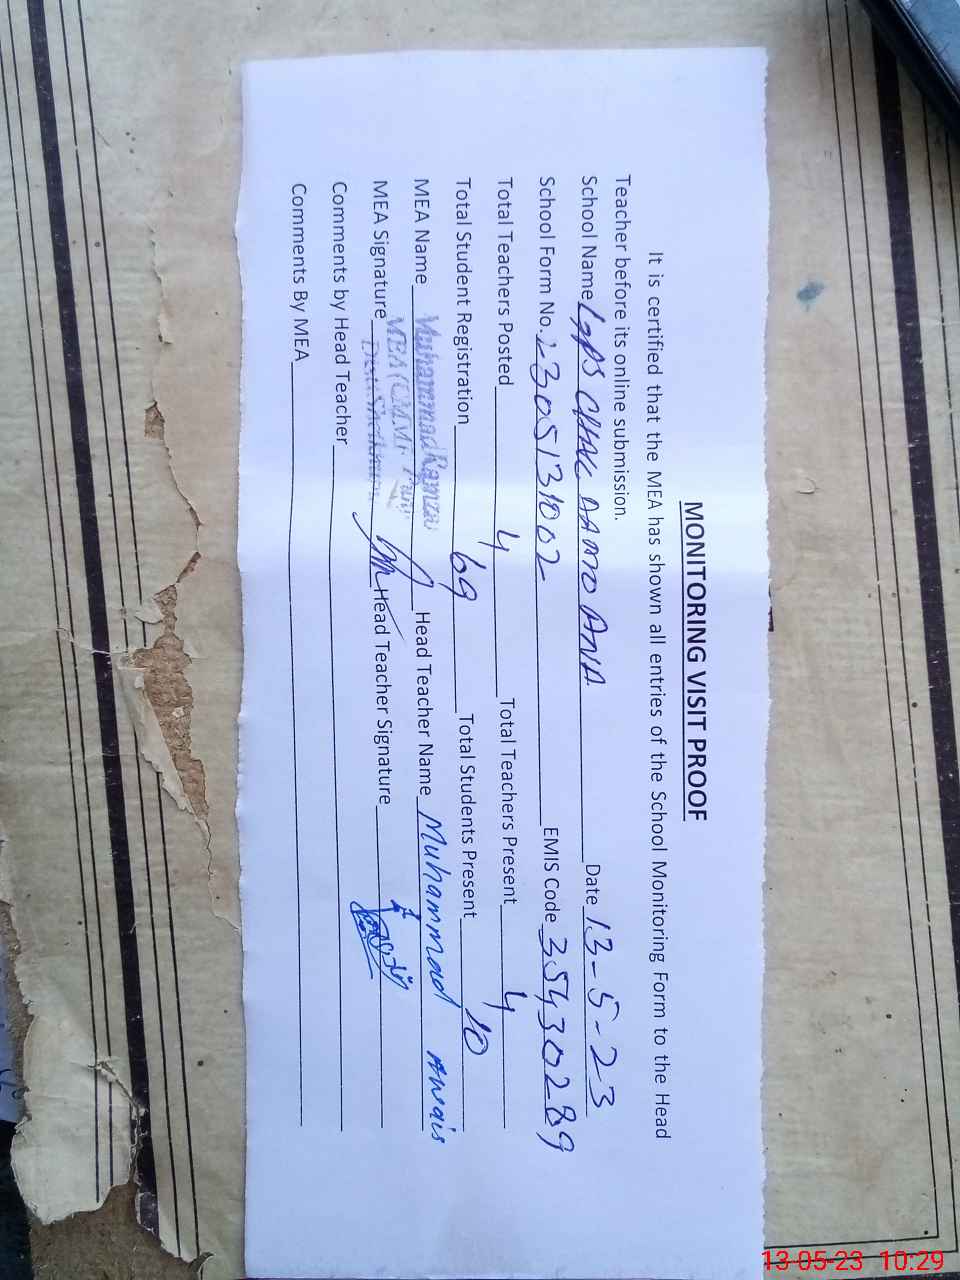 MONITORING VISIT PROOF
It is certified that the MEA has shown all entries of the School Monitoring Form to the Head
Teacher before its online submission.
School Name GPS CHAK Date 13-5-23
School Form No. 2305131002 EMIS Code 35430289
Total Teachers Posted 4 Total Teachers Present 4
Total Student Registration 69 Total Students Present 10
MEA Name Muhammad Ramzan Head Teacher Name Muhammad Awais
MEA Signature Head Teacher Signature
Comments by Head Teacher
Comments By MEA
13-05-23 10:29